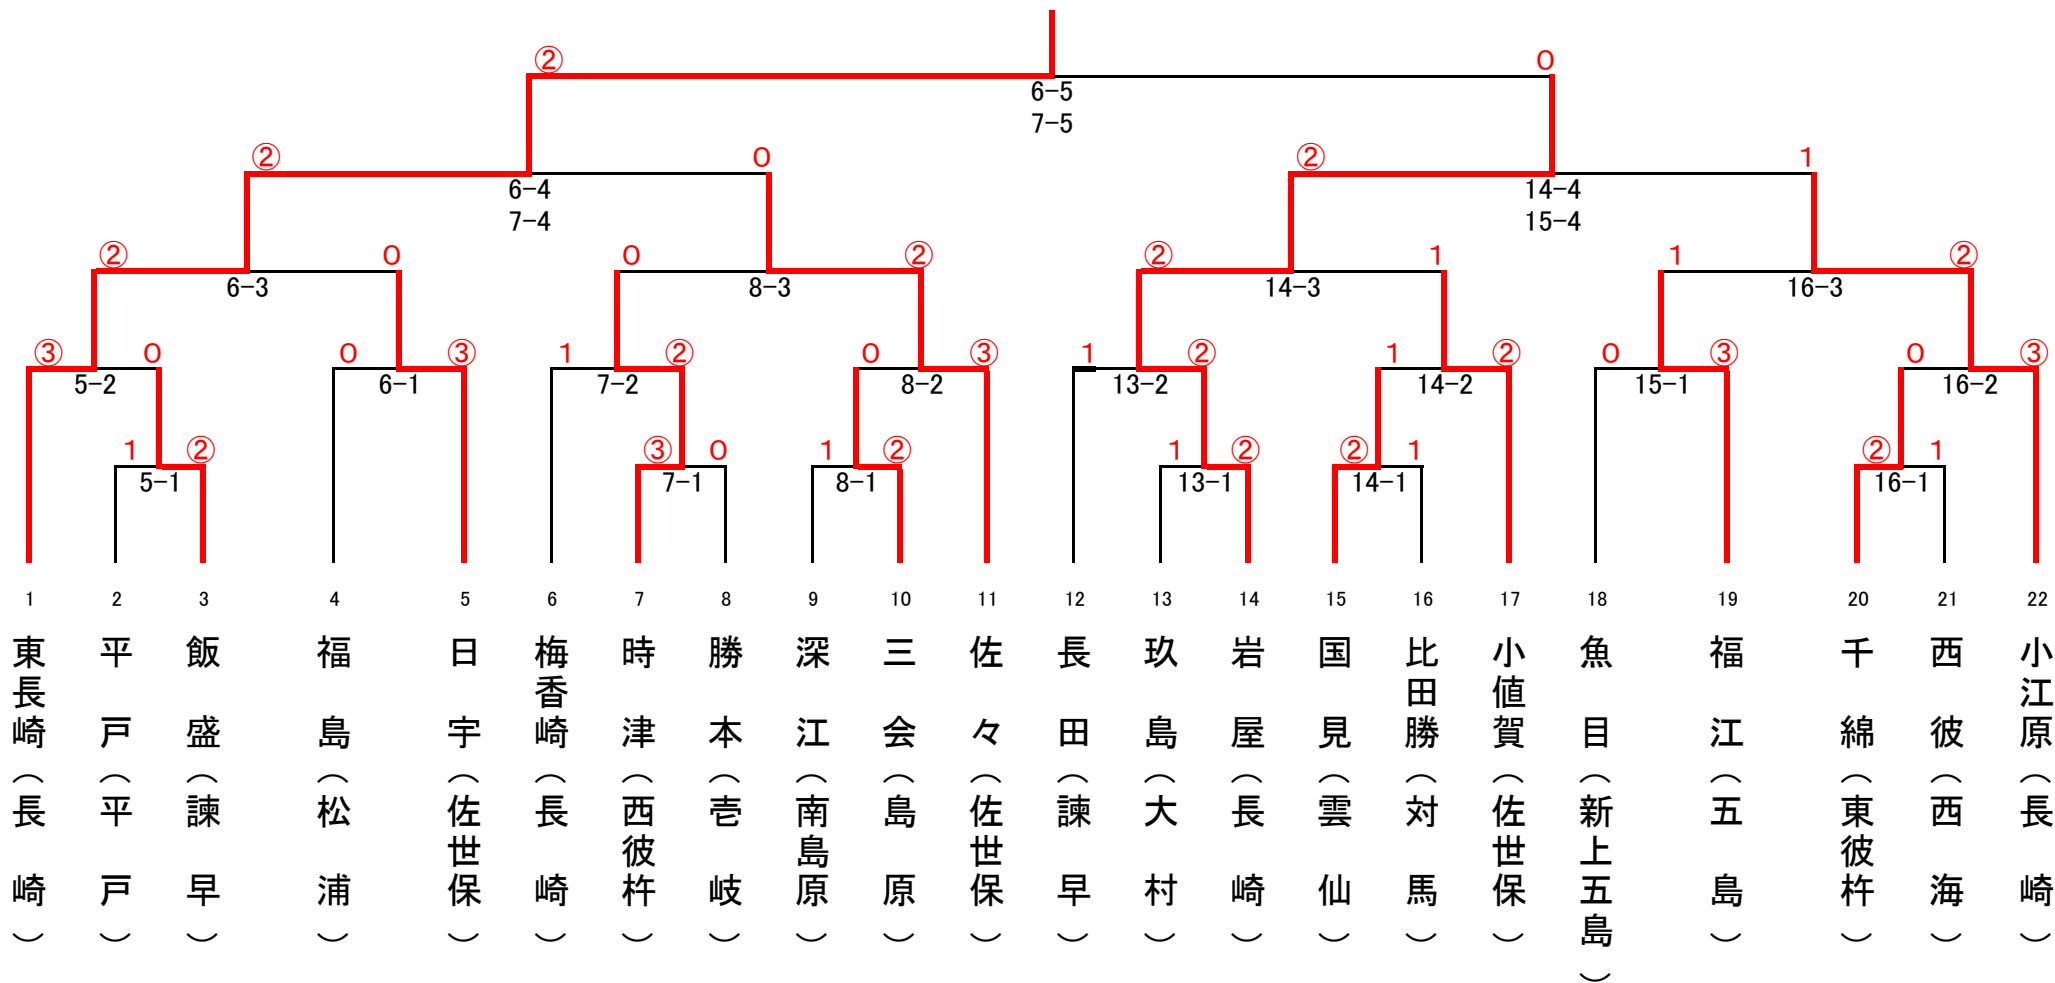 ② 0
6-5
7-5
② 0 ② 1
6-4 14-4
7-4 15-4
② 0 0 ② ② 1 1 ②
6-3 8-3 14-3 16-3
③ 0 0 ③ 1 ② 0 ③ 1 ② 1 ② 0 ③ 0 ③
5-2 6-1 7-2 8-2 13-2 14-2 15-1 16-2
1 ② ③ 0 1 ② 1 ② ② 1 ② 1
5-1 7-1 8-1 13-1 14-1 16-1
1 2 3 4 5 6 7 8 9 10 11 12 13 14 15 16 17 18 19 20 21 22
東長崎（長崎）
平戸（平戸）
飯盛（諫早）
福島（松浦）
日宇（佐世保）
梅香崎（長崎）
時津（西彼杵）
勝本（壱岐）
深江（南島原）
三会（島原）
佐々（佐世保）
長田（諫早）
玖島（大村）
岩屋（長崎）
国見（雲仙）
比田勝（対馬）
小値賀（佐世保）
魚目（新上五島）
福江（五島）
千綿（東彼杵）
西彼（西海）
小江原（長崎）